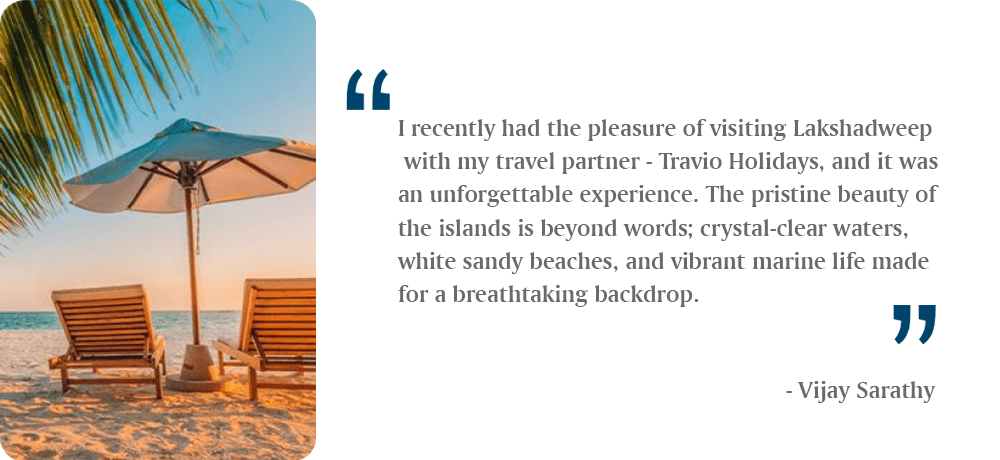 “
I recently had the pleasure of visiting Lakshadweep
with my travel partner - Travio Holidays, and it was
an unforgettable experience. The pristine beauty of
the islands is beyond words; crystal-clear waters,
white sandy beaches, and vibrant marine life made
for a breathtaking backdrop.
”
- Vijay Sarathy